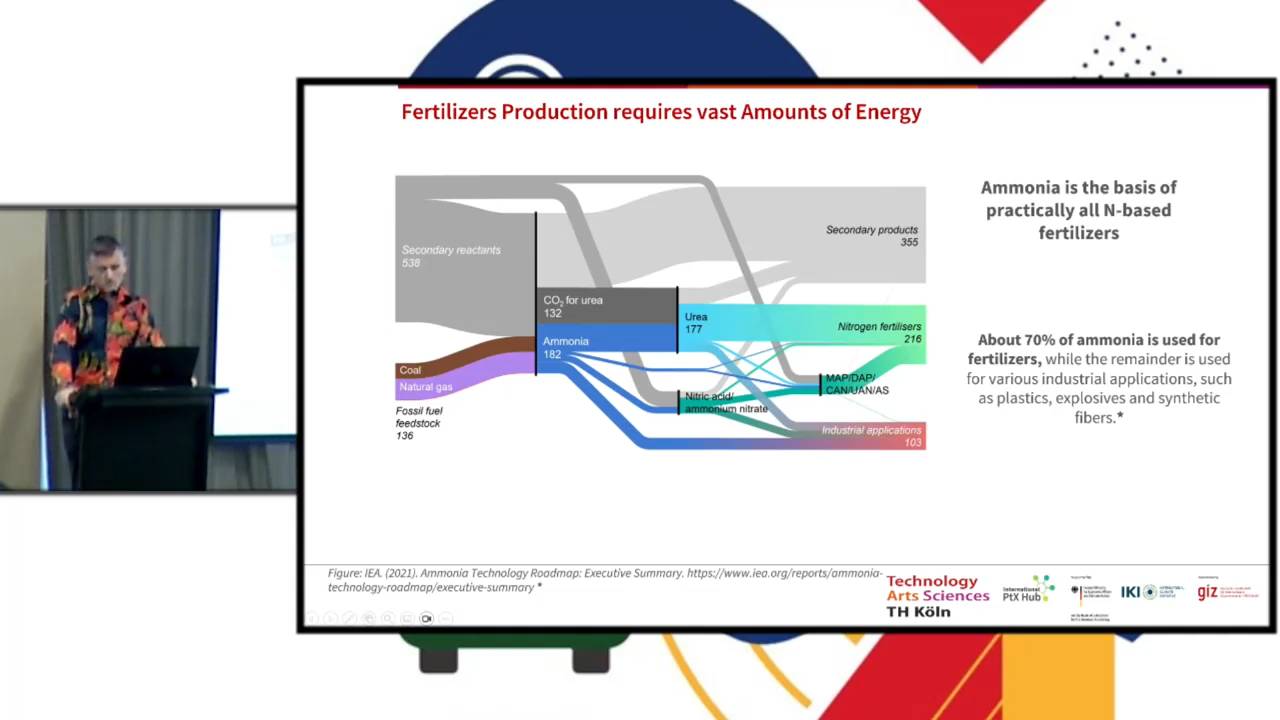 Fertilizers Production requires vast Amounts of Energy
Secondary reactants
538
Coal
Natural gas
Fossil fuel
feedstock
136
CO2 for urea
132
Ammonia
182
Urea
177
Nitric acid/
ammonium nitrate
MAP/DAP/
CAN/UAN/AS
Secondary products
355
Nitrogen fertilisers
216
Industrial applications
103
Ammonia is the basis of
practically all N-based
fertilizers
About 70% of ammonia is used for
fertilizers, while the remainder is used
for various industrial applications, such
as plastics, explosives and synthetic
fibers.*
Figure: IEA. (2021). Ammonia Technology Roadmap: Executive Summary. https://www.iea.org/reports/ammonia-
technology-roadmap/executive-summary *
Technology
Arts Sciences
TH Köln
International
PtX Hub
IKI
giz